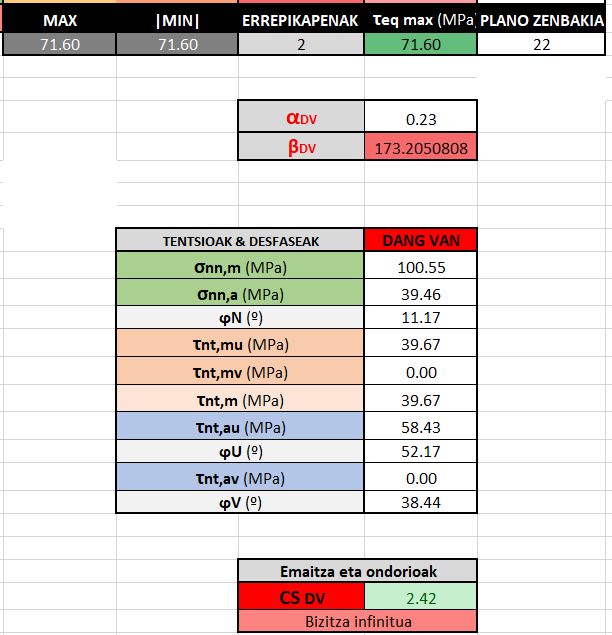 MAX |MIN| ERREPIKAPENAK τeq max (MPa) PLANO ZENBAKIA
71.60 71.60 2 71.60 22
αDV 0.23
βDV 173.2050808
TENTSIOAK & DESFASEAK DANG VAN
σnn,m (MPa) 100.55
σnn,a (MPa) 39.46
φN (º) 11.17
τnt,mu (MPa) 39.67
τnt,mv (MPa) 0.00
τnt,m (MPa) 39.67
τnt,au (MPa) 58.43
φU (º) 52.17
τnt,av (MPa) 0.00
φV (º) 38.44
Emaitza eta ondorioak
CS DV 2.42
Bizitza infinitua